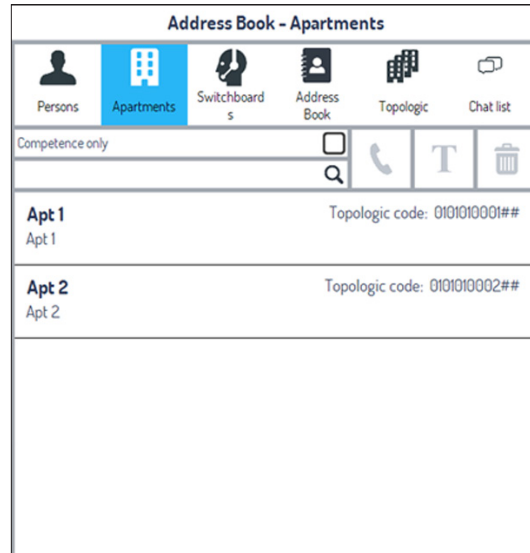 Address Book - Apartments
Persons
Apartments
Switchboard
s
Address
Book
Topologic
Chat list
Competence only
T
Apt 1
Topologic code: 0101010001##
Apt 1
Apt 2
Topologic code: 0101010002##
Apt 2